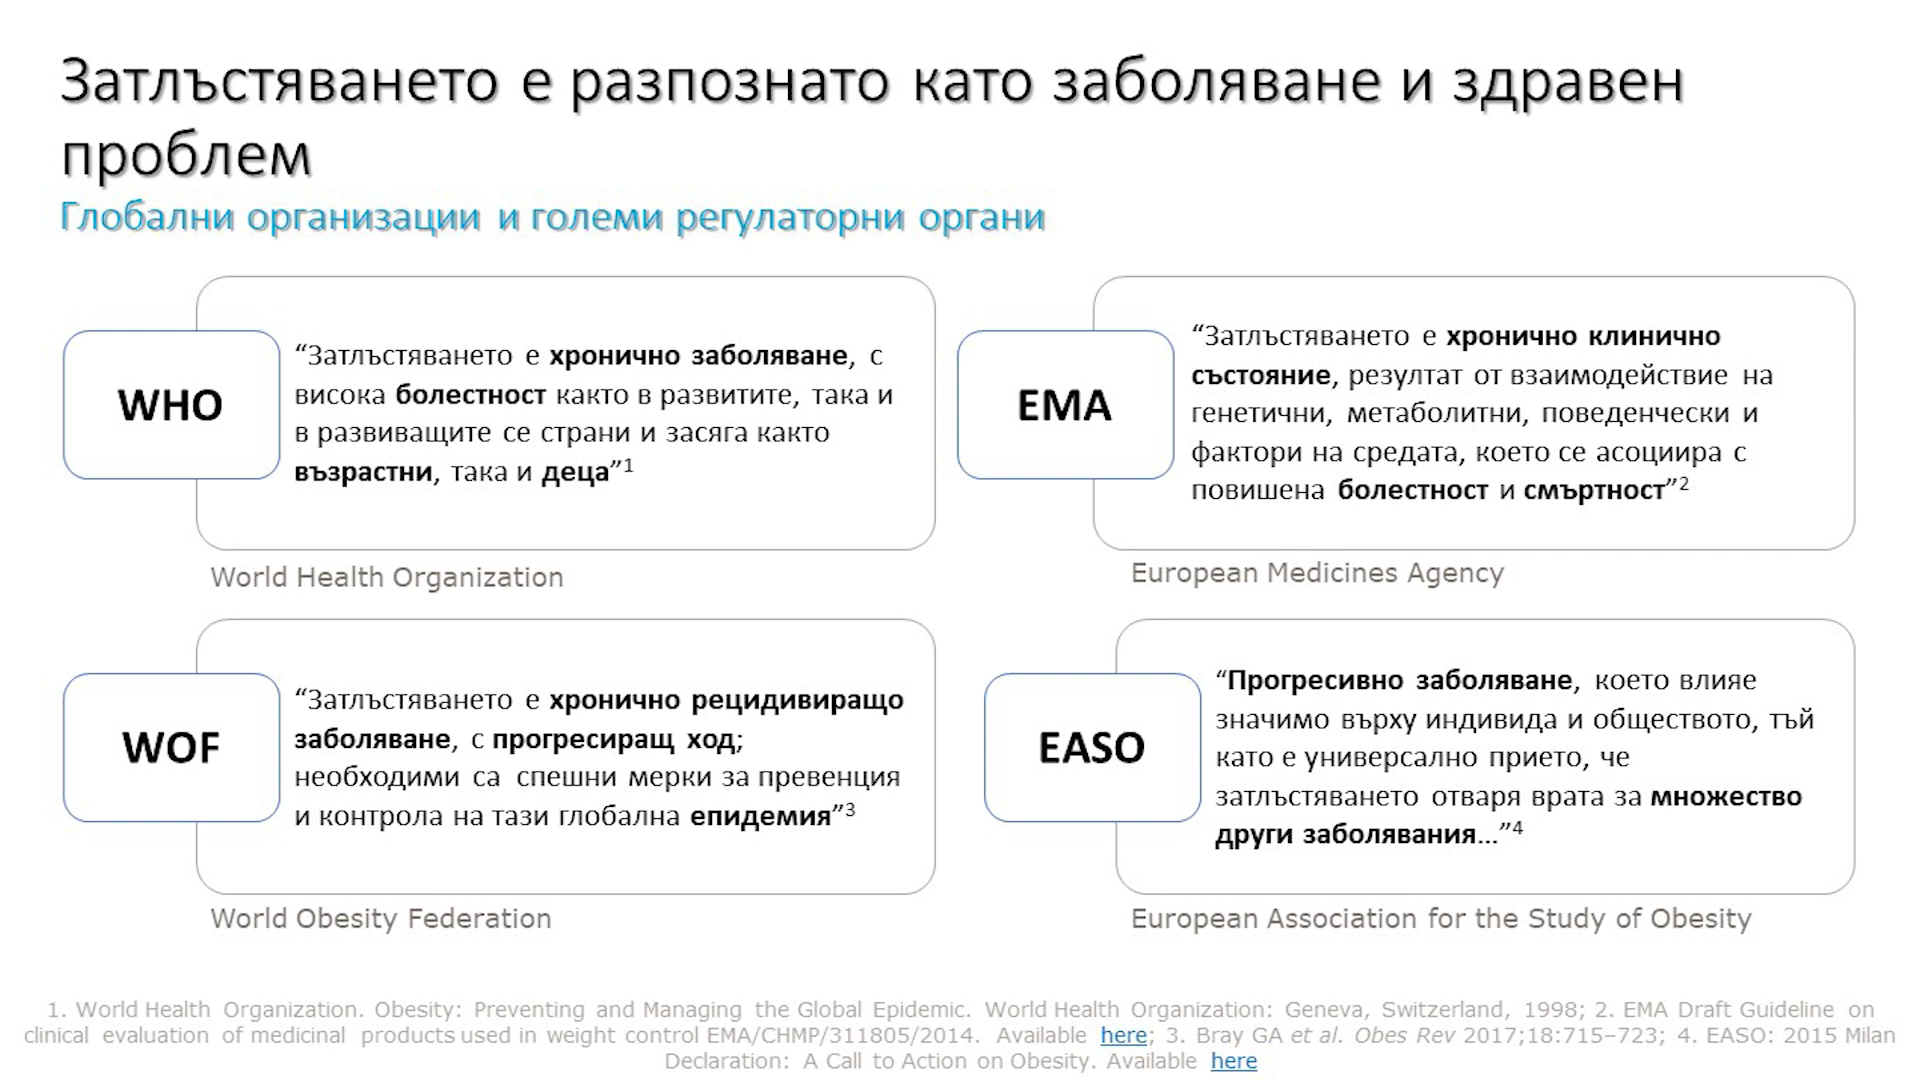 Затлъстяването е разпознато като заболяване и здравен
проблем
Глобални организации и големи регулаторни органи
WHO
“Затлъстяването е хронично заболяване, с
висока болестност както в развитите, така и
в развиващите се страни и засяга както
възрастни, така и деца”1
World Health Organization
EMA
“Затлъстяването е хронично клинично
състояние, резултат от взаимодействие на
генетични, метаболитни, поведенчески и
фактори на средата, което се асоциира с
повишена болестност и смъртност”2
European Medicines Agency
WOF
“Затлъстяването е хронично рецидивиращо
заболяване, с прогресиращ ход;
необходими са спешни мерки за превенция
и контрола на тази глобална епидемия”3
World Obesity Federation
EASO
“Прогресивно заболяване, което влияе
значимо върху индивида и обществото, тъй
като е универсално прието, че
затлъстяването отваря врата за множество
други заболявания…”4
European Association for the Study of Obesity
1. World Health Organization. Obesity: Preventing and Managing the Global Epidemic. World Health Organization: Geneva, Switzerland, 1998; 2. EMA Draft Guideline on
clinical evaluation of medicinal products used in weight control EMA/CHMP/311805/2014. Available here; 3. Bray GA et al. Obes Rev 2017;18:715–723; 4. EASO: 2015 Milan
Declaration: A Call to Action on Obesity. Available here